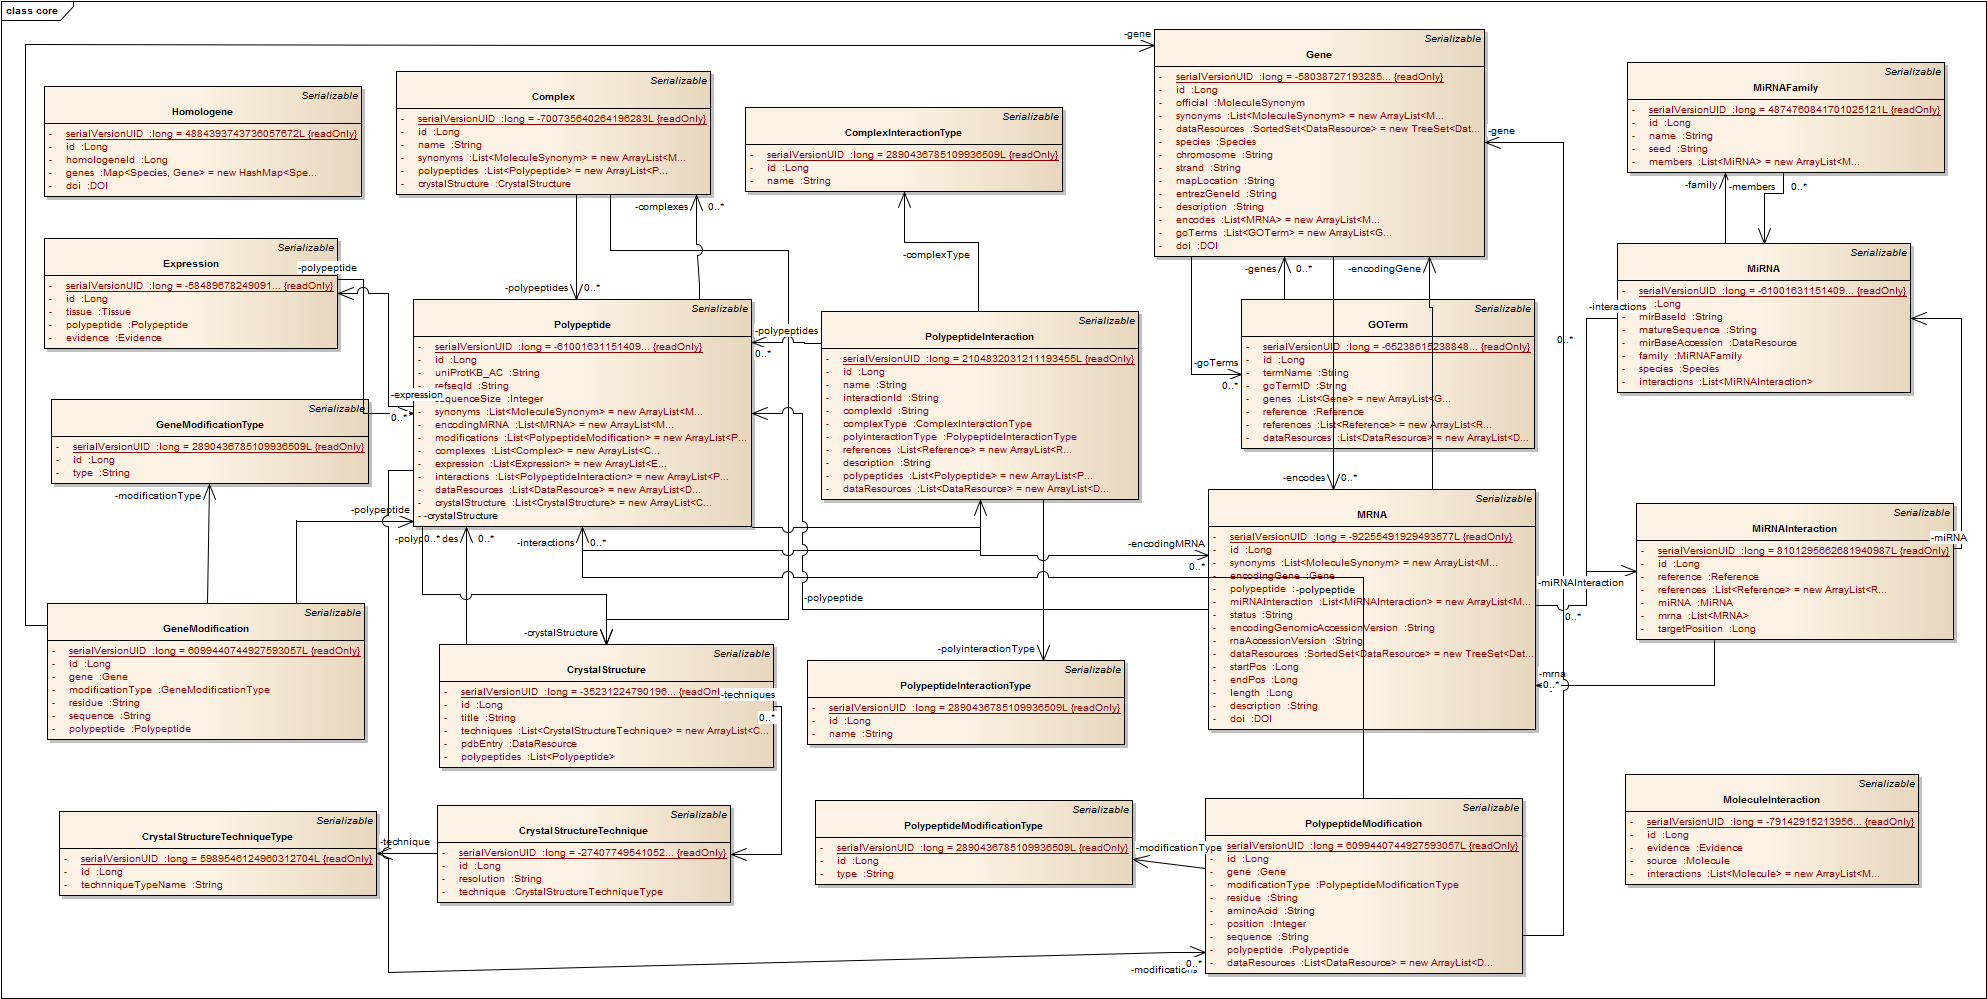 class core
Serializable
Homologene
- serialVersionUID :long = 4884393743736057672L {readOnly}
- id :Long
- homologeneId :Long
- genes :Map<Species, Gene> = new HashMap<Spe...
- doi :DOI
Serializable
Complex
- serialVersionUID :long = -700735640264196283L {readOnly}
- id :Long
- name :String
- synonyms :List<MoleculeSynonym> = new ArrayList<M...
- polypeptides :List<Polypeptide> = new ArrayList<P...
- crystalStructure :CrystalStructure
Serializable
ComplexInteractionType
- serialVersionUID :long = 2890436785109936509L {readOnly}
- id :Long
- name :String
-gene
Serializable
Gene
- serialVersionUID :long = -58038727193285... {readOnly}
- id :Long
- official :MoleculeSynonym
- synonyms :List<MoleculeSynonym> = new ArrayList<M...
- dataResources :SortedSet<DataResource> = new TreeSet<Dat...
- species :Species
- chromosome :String
- strand :String
- mapLocation :String
- entrezGeneId :String
- description :String
- encodes :List<MRNA> = new ArrayList<M...
- goTerms :List<GOTerm> = new ArrayList<G...
- doi :DOI
-gene
Serializable
MiRNAFamily
- serialVersionUID :long = 4874760841701025121L {readOnly}
- id :Long
- name :String
- seed :String
- members :List<MiRNA> = new ArrayList<M...
-family
-members
0..*
-complexes
0..*
-complexType
-polypeptides
0..*
-genes
0..*
-encodingGene
Serializable
Expression
- serialVersionUID :long = -58489678249091... {readOnly}
- id :Long
- tissue :Tissue
- polypeptide :Polypeptide
- evidence :Evidence
-polypeptide
Serializable
MiRNA
- serialVersionUID :long = -61001631151409... {readOnly}
:Long
- mirBaseId :String
- matureSequence :String
- mirBaseAccession :DataResource
- family :MiRNAFamily
- species :Species
- interactions :List<MiRNAInteraction>
-interactions
0..*
Serializable
Polypeptide
- serialVersionUID :long = -61001631151409... {readOnly}
- id :Long
- uniProtKB_AC :String
- refseqId :String
sequenceSize :Integer
- synonyms :List<MoleculeSynonym> = new ArrayList<M...
- encodingMRNA :List<MRNA> = new ArrayList<M...
- modifications :List<PolypeptideModification> = new ArrayList<P...
- complexes :List<Complex> = new ArrayList<C...
- expression :List<Expression> = new ArrayList<E...
- interactions :List<PolypeptideInteraction> = new ArrayList<P...
- dataResources :List<DataResource> = new ArrayList<D...
- crystalStructure :List<CrystalStructure> = new ArrayList<C...
-crystalStructure
-expression
0..*
-polypeptides
0..*
Serializable
PolypeptideInteraction
- serialVersionUID :long = 2104832031211193455L {readOnly}
- id :Long
- name :String
- interactionId :String
- complexId :String
- complexType :ComplexInteractionType
- polyinteractionType :PolypeptideInteractionType
- references :List<Reference> = new ArrayList<R...
- description :String
- polypeptides :List<Polypeptide> = new ArrayList<P...
- dataResources :List<DataResource> = new ArrayList<D...
-goTerms
0..*
Serializable
GOTerm
- serialVersionUID :long = -65238615238848... {readOnly}
- id :Long
- termName :String
- goTermID :String
- genes :List<Gene> = new ArrayList<G...
- reference :Reference
- references :List<Reference> = new ArrayList<R...
- dataResources :List<DataResource> = new ArrayList<D...
Serializable
GeneModificationType
- serialVersionUID :long = 2890436785109936509L {readOnly}
- id :Long
- type :String
-modificationType
-polypeptide
-encodes
0..*
Serializable
MRNA
- serialVersionUID :long = -92255491929493577L {readOnly}
- id :Long
- synonyms :List<MoleculeSynonym> = new ArrayList<M...
- encodingGene :Gene
- polypeptide :
-polypeptide
- miRNAInteraction :List<MiRNAInteraction> = new ArrayList<M...
- status :String
- encodingGenomicAccessionVersion :String
- rnaAccessionVersion :String
- dataResources :SortedSet<DataResource> = new TreeSet<Dat...
- startPos :Long
- endPos :Long
- length :Long
- description :String
- doi :DOI
-encodingMRNA
0..*
-miRNAInteraction
0..*
-mrna
0..*
Serializable
MiRNAInteraction
- serialVersionUID :long = 8101295662681940987L {readOnly}
- id :Long
- reference :Reference
- references :List<Reference> = new ArrayList<R...
- miRNA :MiRNA
- mrna :List<MRNA>
- targetPosition :Long
-miRNA
0..*
des
0..*
-interactions
0..*
-polypeptide
-crystalStructure
-polyinteractionType
Serializable
GeneModification
- serialVersionUID :long = 6099440744927593057L {readOnly}
- id :Long
- gene :Gene
- modificationType :GeneModificationType
- residue :String
- sequence :String
- polypeptide :Polypeptide
Serializable
CrystalStructure
- serialVersionUID :long = -35231224790196...
- id :Long
- title :String
- techniques :List<CrystalStructureTechnique> = new ArrayList<C...
- pdbEntry :DataResource
- polypeptides :List<Polypeptide>
-techniques
0..*
Serializable
PolypeptideInteractionType
- serialVersionUID :long = 2890436785109936509L {readOnly}
- id :Long
- name :String
Serializable
CrystalStructureTechniqueType
- serialVersionUID :long = 5989546124960312704L {readOnly}
- id :Long
- technniqueTypeName :String
-technique
Serializable
CrystalStructureTechnique
- serialVersionUID :long = -27407749541052... {readOnly}
- id :Long
- resolution :String
- technique :CrystalStructureTechniqueType
Serializable
PolypeptideModificationType
- serialVersionUID :long = 2890436785109936509L {readOnly}
- id :Long
- type :String
-modificationType
Serializable
PolypeptideModification
- serialVersionUID :long = 6099440744927593057L {readOnly}
- id :Long
- gene :Gene
- modificationType :PolypeptideModificationType
- residue :String
- aminoAcid :String
- position :Integer
- sequence :String
- polypeptide :Polypeptide
- dataResources :List<DataResource> = new ArrayList<D...
-modifications
0..*
Serializable
MoleculeInteraction
- serialVersionUID :long = -79142915213956... {readOnly}
- id :Long
- evidence :Evidence
- source :Molecule
- interactions :List<Molecule> = new ArrayList<M...